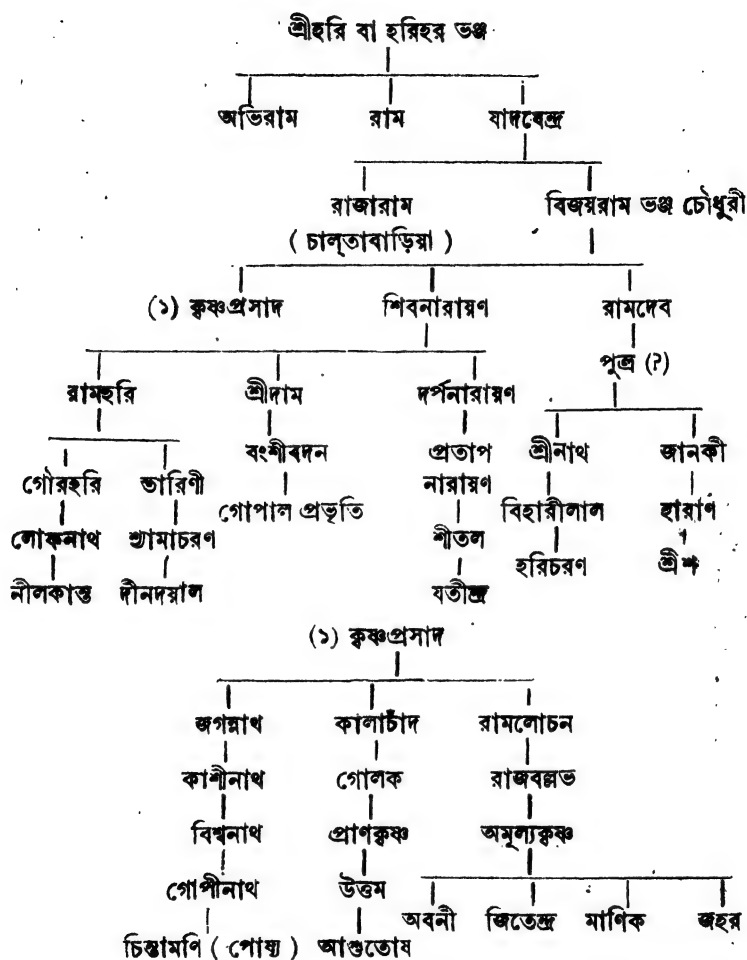 শ্রীহরি বা হরিহর ভঞ্জ
অভিরাম রাম যাদবেন্দ্র
রাজারাম বিজয়রাম ভঞ্জ চৌধুরী
( চাল্‌তাবাড়িয়া )
(১) কৃষ্ণপ্রসাদ শিবনারায়ণ রামদেব
পুত্র (?)
রামহরি শ্রীদাম দর্পনারায়ণ
বংশীবদন প্রতাপ শ্রীনাথ জানকী
গৌরহরি তারিণী নারায়ণ
গোপাল প্রভৃতি বিহারীলাল হারাণ
লোকনাথ শ্যামাচরণ শীতল
হরিচরণ শ্রীশ
নীলকান্ত দীনদয়াল যতীন্দ্র
(১) কৃষ্ণপ্রসাদ
জগন্নাথ কালাচাঁদ রামলোচন
কাশীনাথ গোলক রাজবল্লভ
বিশ্বনাথ প্রাণকৃষ্ণ অমূল্যকৃষ্ণ
গোপীনাথ উত্তম
অবনী জিতেন্দ্র মাণিক জহর
চিন্তামণি ( পোষ্য ) আশুতোষ